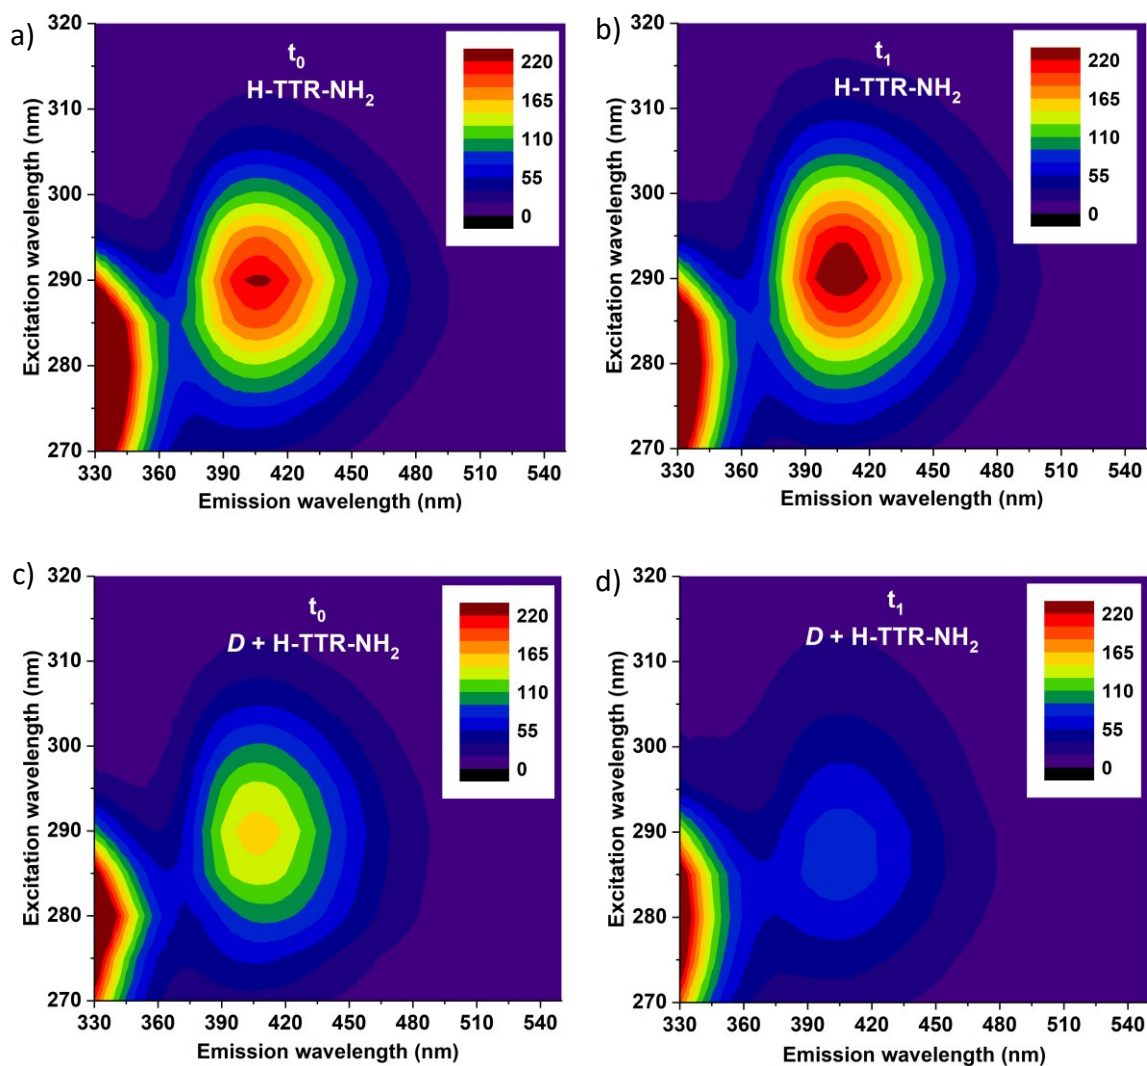 a)
t₀
H-TTR-NH₂
220
165
110
55
0
320
310
300
290
280
270
Excitation wavelength (nm)
330 360 390 420 450 480 510 540
Emission wavelength (nm)
b)
t₁
H-TTR-NH₂
220
165
110
55
0
320
310
300
290
280
270
Excitation wavelength (nm)
330 360 390 420 450 480 510 540
Emission wavelength (nm)
c)
t₀
D + H-TTR-NH₂
220
165
110
55
0
320
310
300
290
280
270
Excitation wavelength (nm)
330 360 390 420 450 480 510 540
Emission wavelength (nm)
d)
t₁
D + H-TTR-NH₂
220
165
110
55
0
320
310
300
290
280
270
Excitation wavelength (nm)
330 360 390 420 450 480 510 540
Emission wavelength (nm)